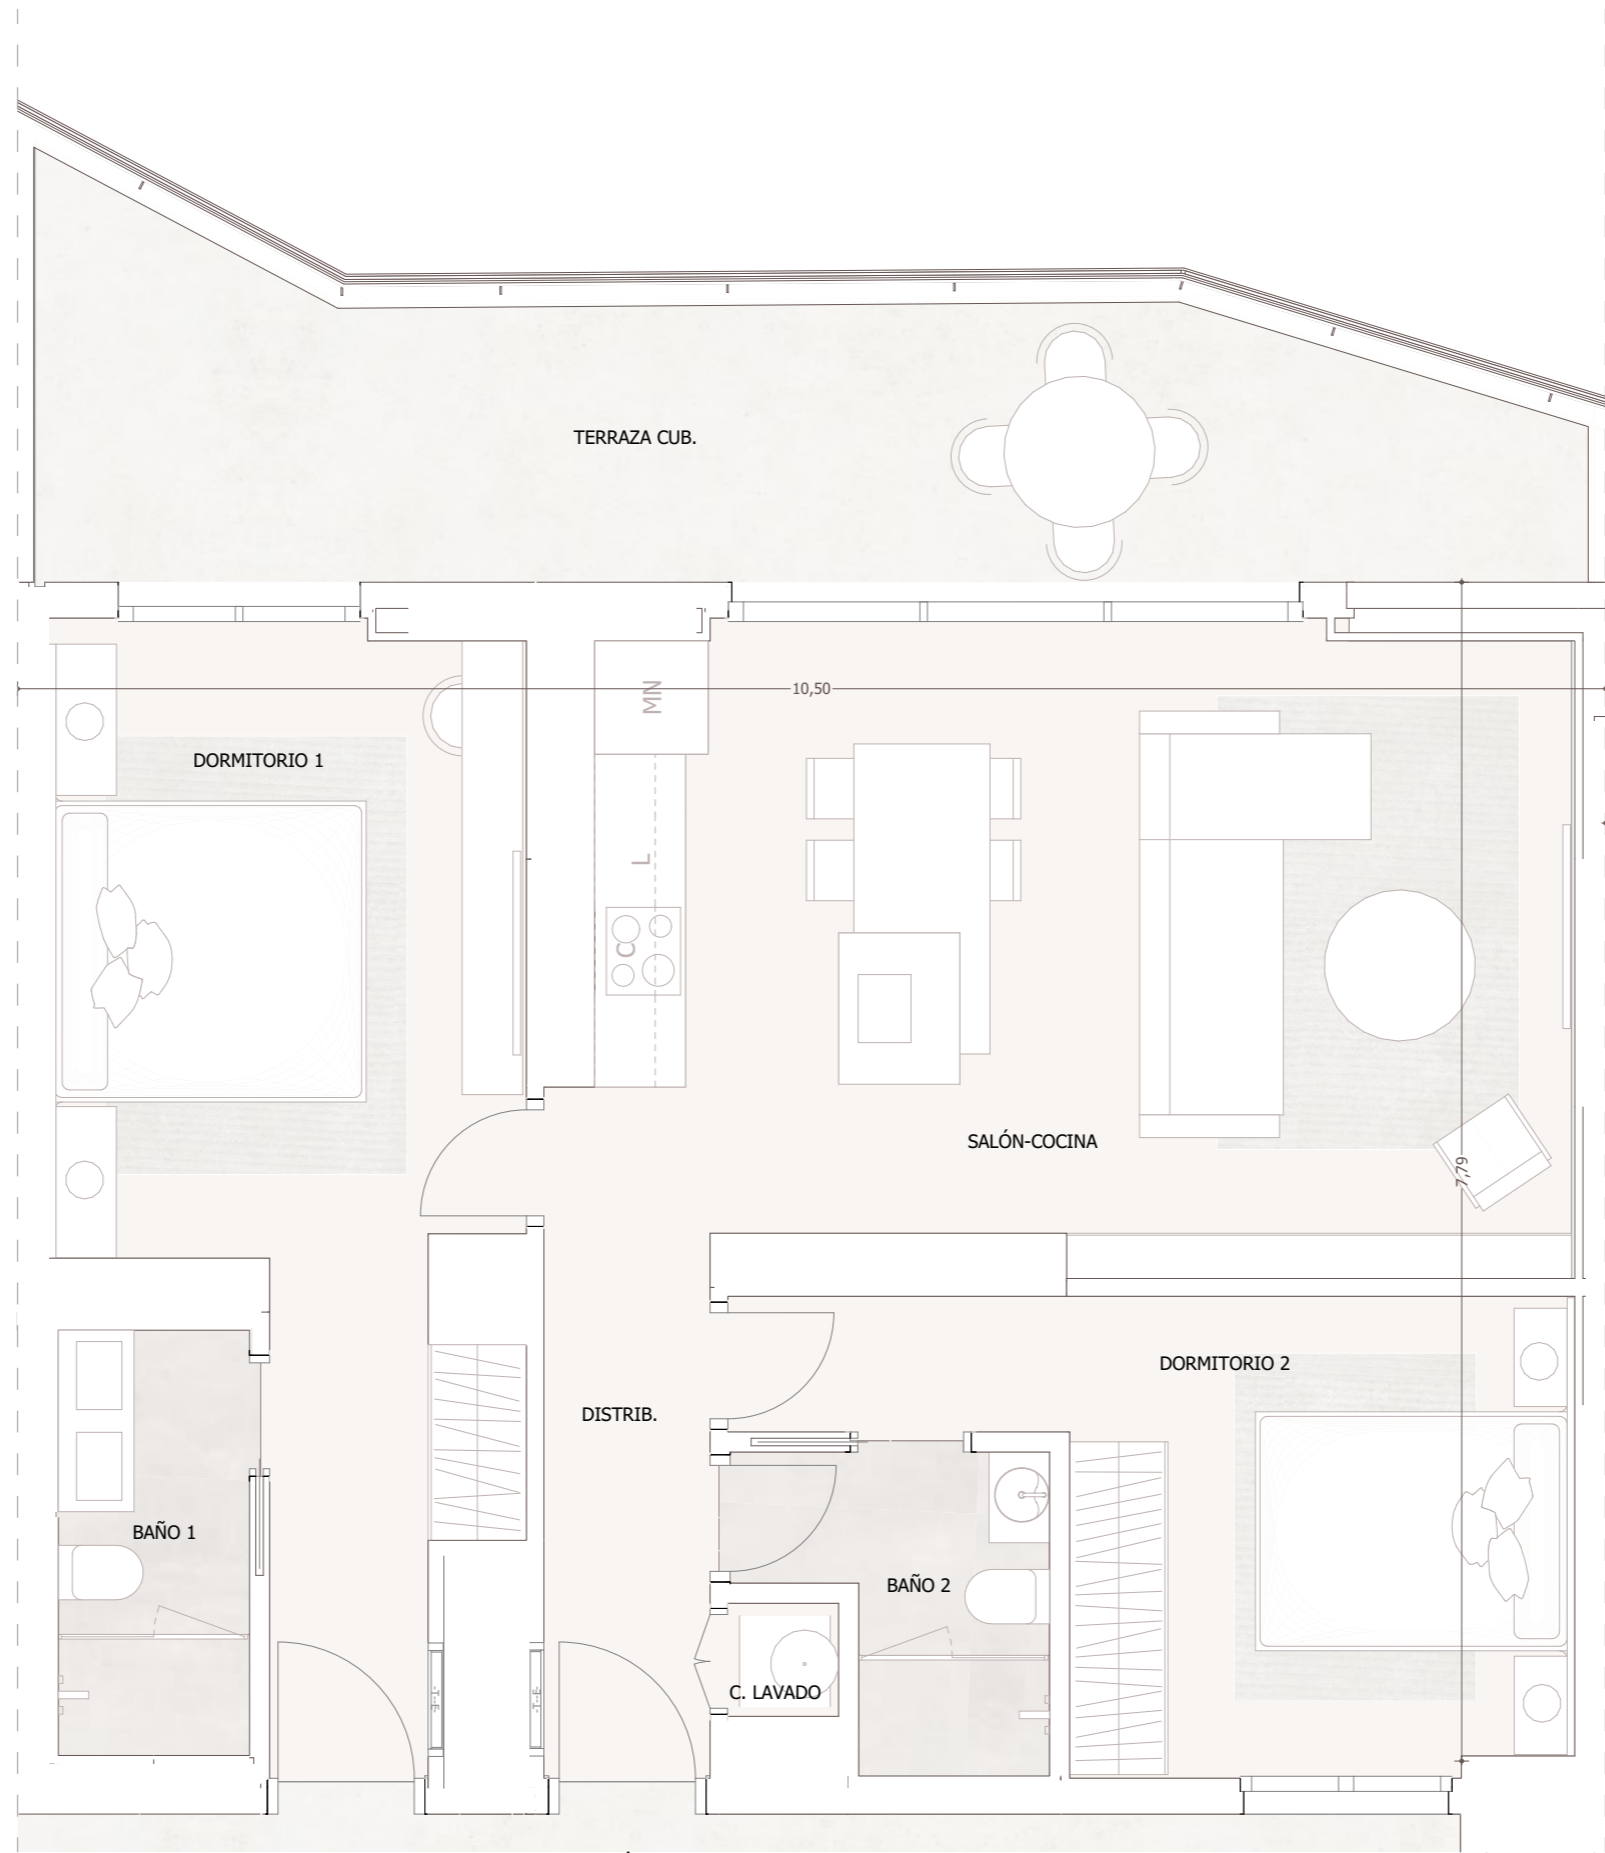 TERRAZA CUB.
10,50
MN
DORMITORIO 1
L
C
SALÓN-COCINA
7,79
DORMITORIO 2
DISTRIB.
BAÑO 1
BAÑO 2
C. LAVADO